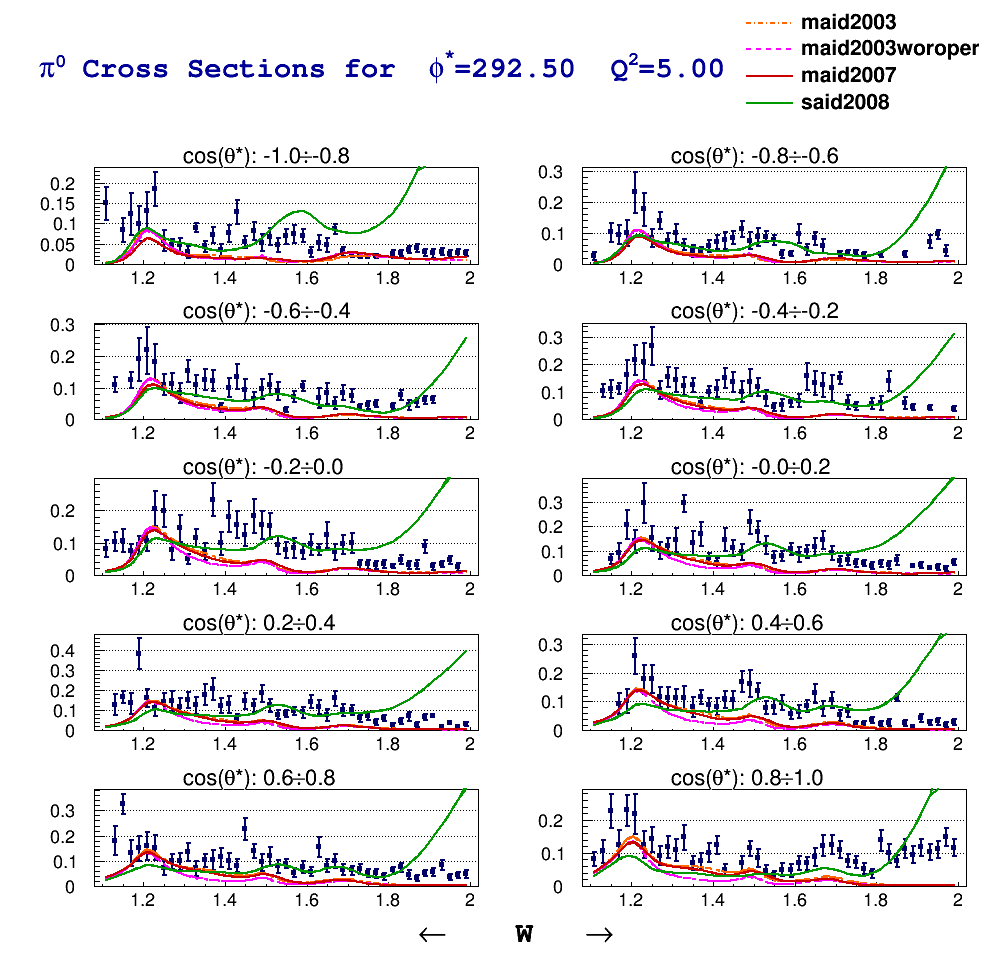 maid2003
maid2003woroper
maid2007
said2008
π⁰ Cross Sections for ϕ*=292.50 Q²=5.00
cos(θ*): -1.0÷-0.8
0.2
0.15
0.1
0.05
0
1.2 1.4 1.6 1.8 2
cos(θ*): -0.8÷-0.6
0.3
0.2
0.1
0
1.2 1.4 1.6 1.8 2
cos(θ*): -0.6÷-0.4
0.3
0.2
0.1
0
1.2 1.4 1.6 1.8 2
cos(θ*): -0.4÷-0.2
0.3
0.2
0.1
0
1.2 1.4 1.6 1.8 2
cos(θ*): -0.2÷0.0
0.2
0.1
0
1.2 1.4 1.6 1.8 2
cos(θ*): -0.0÷0.2
0.3
0.2
0.1
0
1.2 1.4 1.6 1.8 2
cos(θ*): 0.2÷0.4
0.4
0.3
0.2
0.1
0
1.2 1.4 1.6 1.8 2
cos(θ*): 0.4÷0.6
0.3
0.2
0.1
0
1.2 1.4 1.6 1.8 2
cos(θ*): 0.6÷0.8
0.3
0.2
0.1
0
1.2 1.4 1.6 1.8 2
cos(θ*): 0.8÷1.0
0.2
0.1
0
1.2 1.4 1.6 1.8 2
← W →